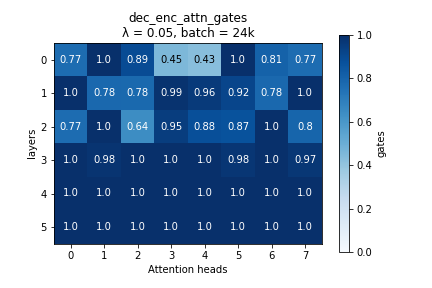 dec_enc_attn_gates
λ = 0.05, batch = 24k
0 0.77 1.0 0.89 0.45 0.43 1.0 0.81 0.77
1 1.0 0.78 0.78 0.99 0.96 0.92 0.78 1.0
2 0.77 1.0 0.64 0.95 0.88 0.87 1.0 0.8
3 1.0 0.98 1.0 1.0 1.0 0.98 1.0 0.97
4 1.0 1.0 1.0 1.0 1.0 1.0 1.0 1.0
5 1.0 1.0 1.0 1.0 1.0 1.0 1.0 1.0
0 1 2 3 4 5 6 7
Attention heads
layers
1.0
0.8
0.6
0.4
0.2
0.0
gates